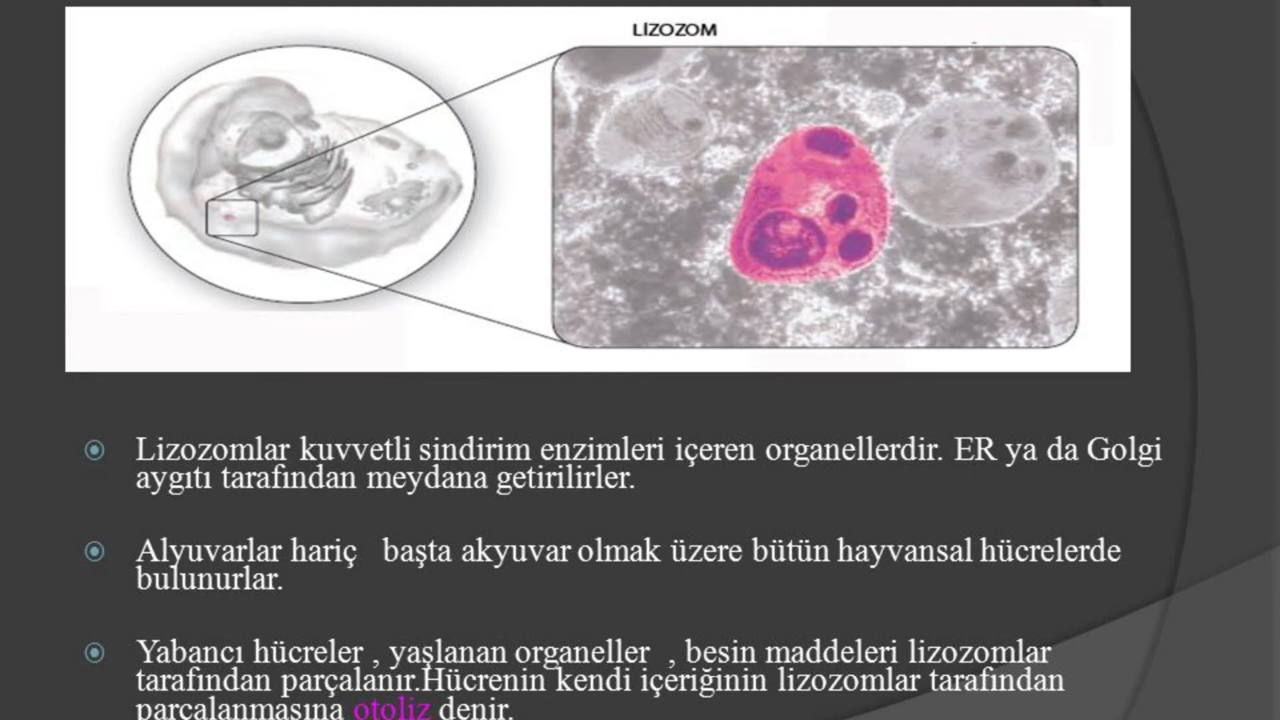 LİZOZOM
Lizozomlar kuvvetli sindirim enzimleri içeren organellerdir. ER ya da Golgi
aygıtı tarafından meydana getirilirler.
Alyuvarlar hariç başta akyuvar olmak üzere bütün hayvansal hücrelerde
bulunurlar.
Yabancı hücreler , yaşlanan organeller , besin maddeleri lizozomlar
tarafından parçalanır.Hücrenin kendi içeriğinin lizozomlar tarafından
parçalanmasına otoliz denir.